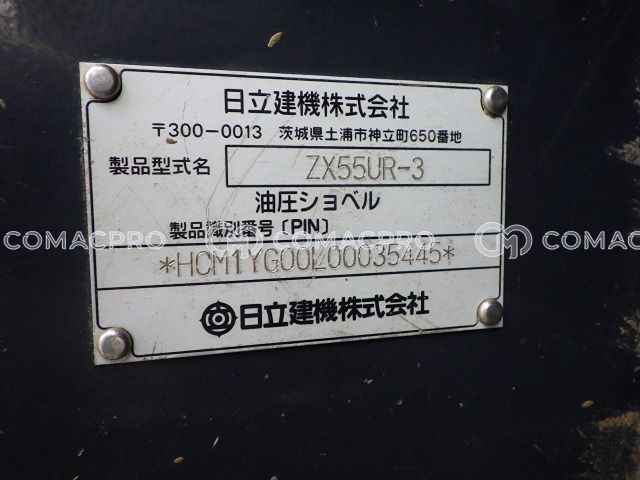 日立建機株式会社
〒300-0013 茨城県土浦市神立町650番地
製品型式名 ZX55UR-3
油圧ショベル
製品識別番号〔PIN〕
COMACPRO COMACPRO COMAC
*HCM1YG00L00035445*
日立建機株式会社